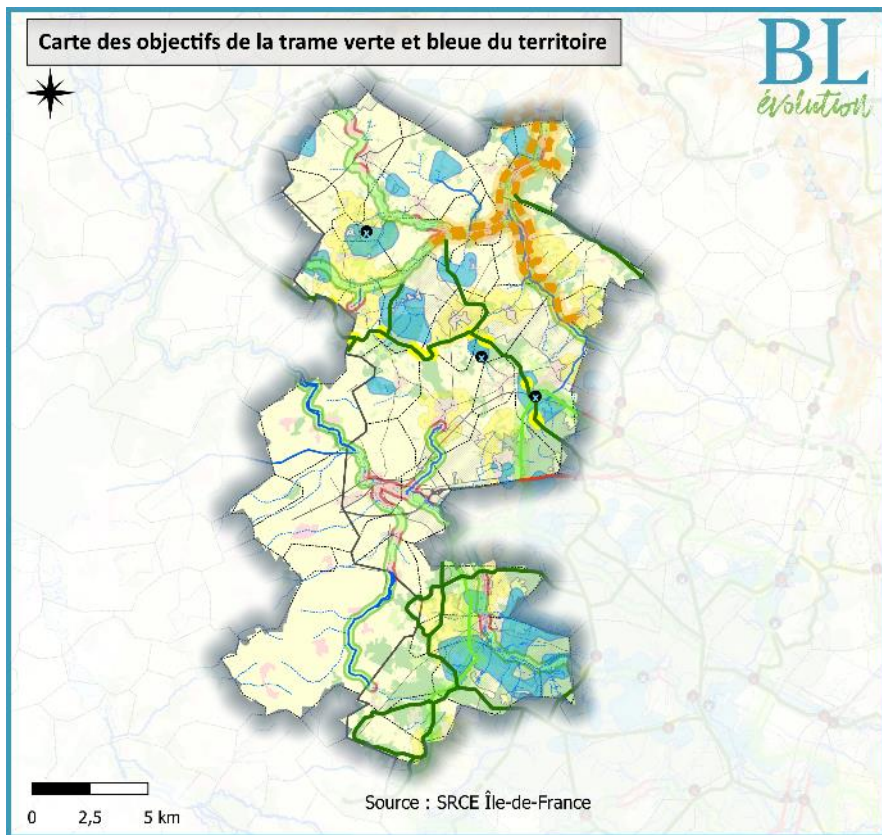 Carte des objectifs de la trame verte et bleue du territoire
BL
évolution
0 2,5 5 km
Source : SRCE Île-de-France